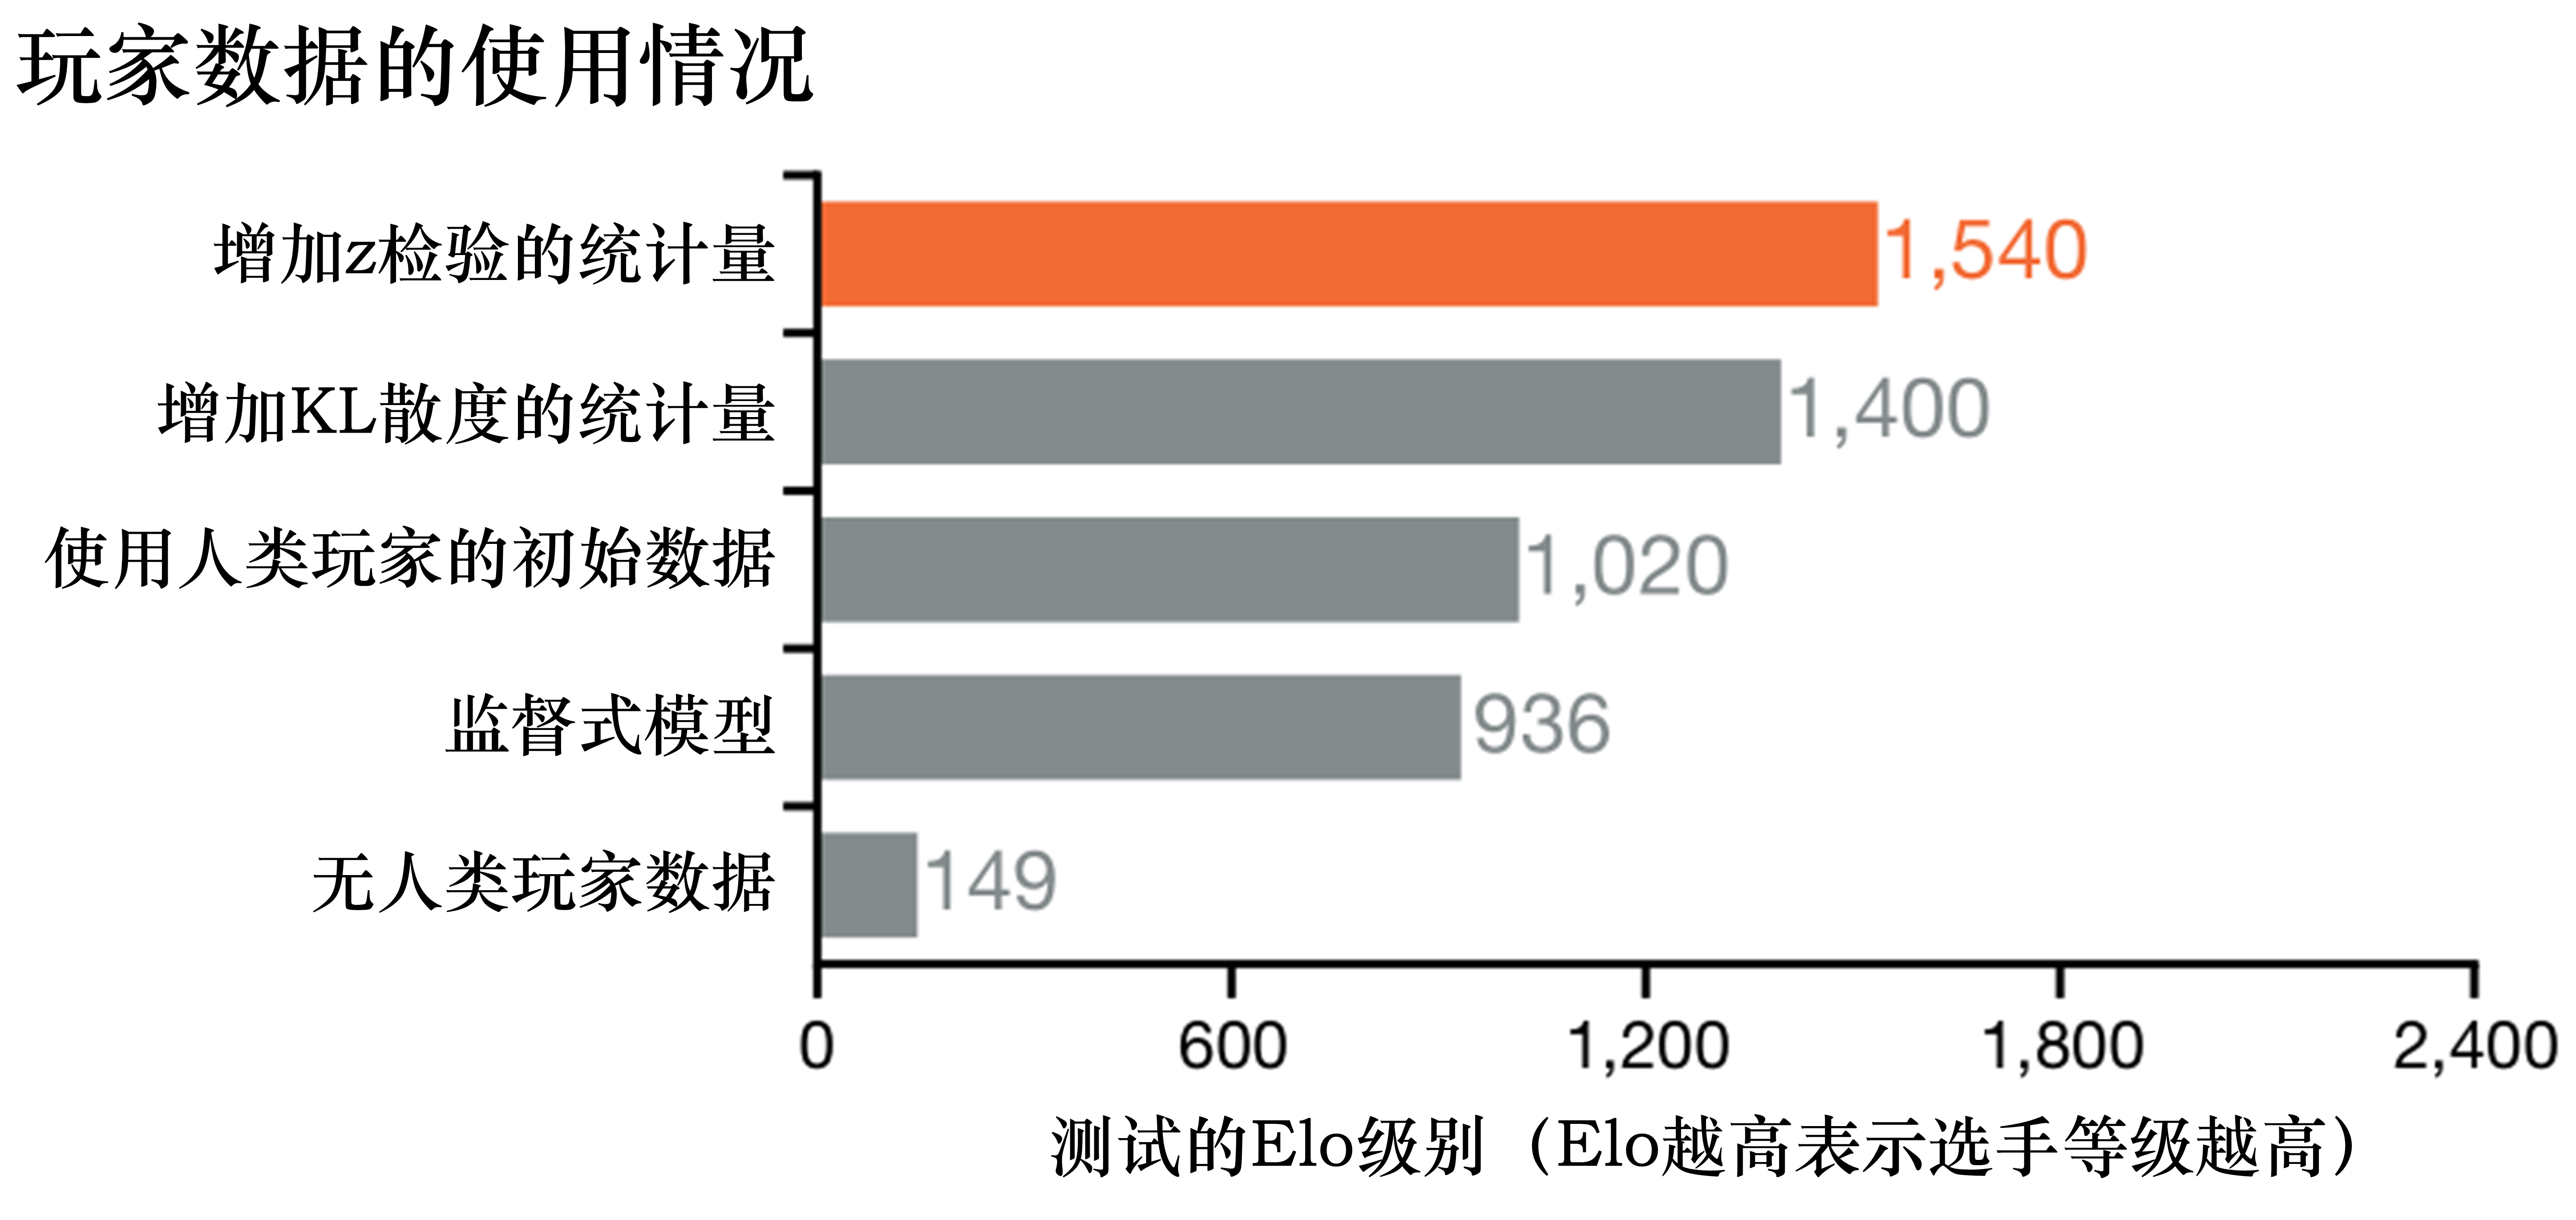 玩家数据的使用情况
增加z检验的统计量
1,540
增加KL散度的统计量
1,400
使用人类玩家的初始数据
1,020
监督式模型
936
无人类玩家数据
149
0
600
1,200
1,800
2,400
测试的Elo级别（Elo越高表示选手等级越高）